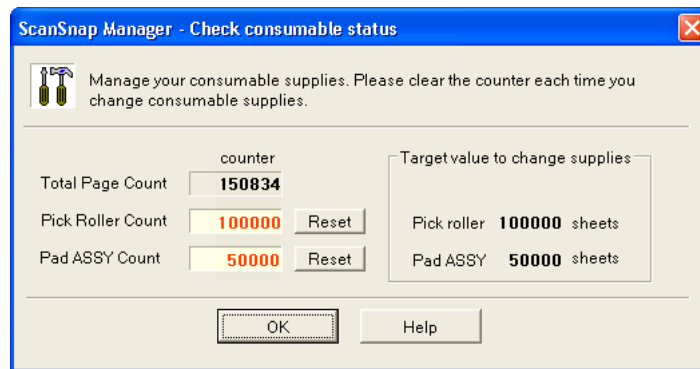 ScanSnap Manager - Check consumable status
Manage your consumable supplies. Please clear the counter each time you
change consumable supplies.
counter
Target value to change supplies
Total Page Count 150834
Pick Roller Count 100000 Reset
Pick roller 100000 sheets
Pad ASSY Count 50000 Reset
Pad ASSY 50000 sheets
OK Help